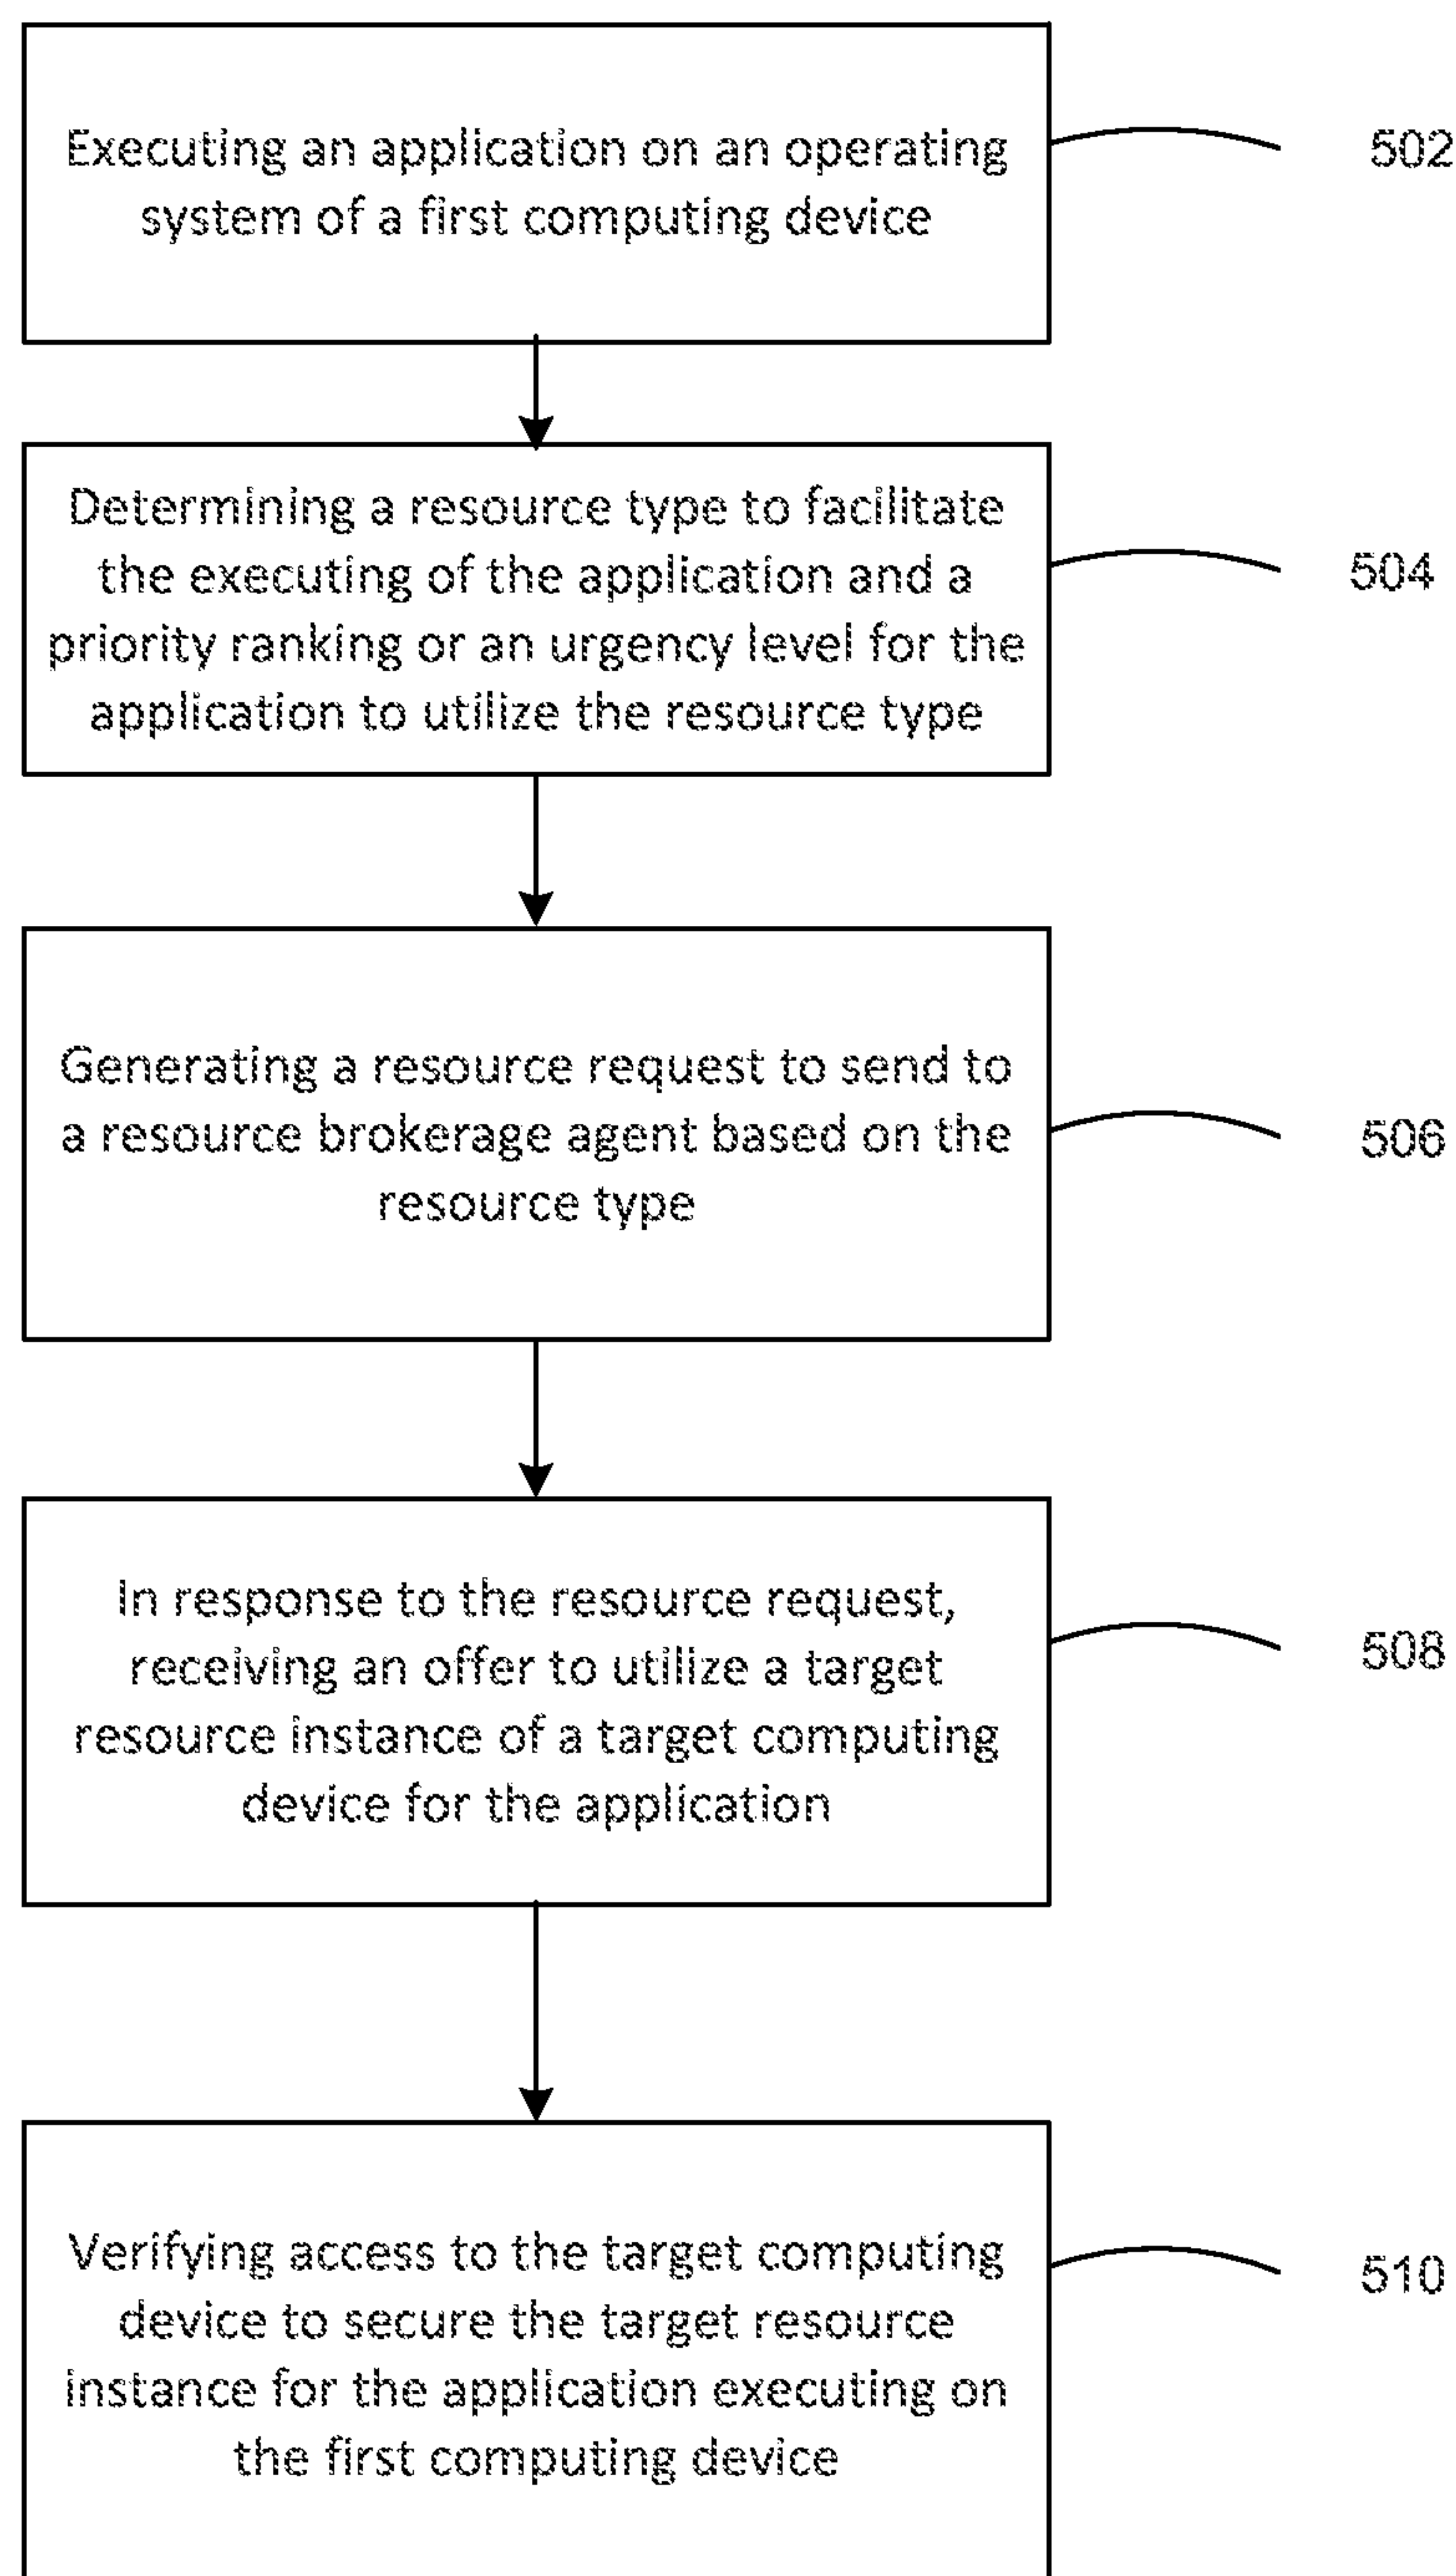 Executing an application on an operating
system of a first computing device
502
Determining a resource type to facilitate
the executing of the application and a
priority ranking or an urgency level for the
application to utilize the resource type
504
Generating a resource request to send to
a resource brokerage agent based on the
resource type
506
In response to the resource request,
receiving an offer to utilize a target
resource instance of a target computing
device for the application
508
Verifying access to the target computing
device to secure the target resource
instance for the application executing on
the first computing device
510